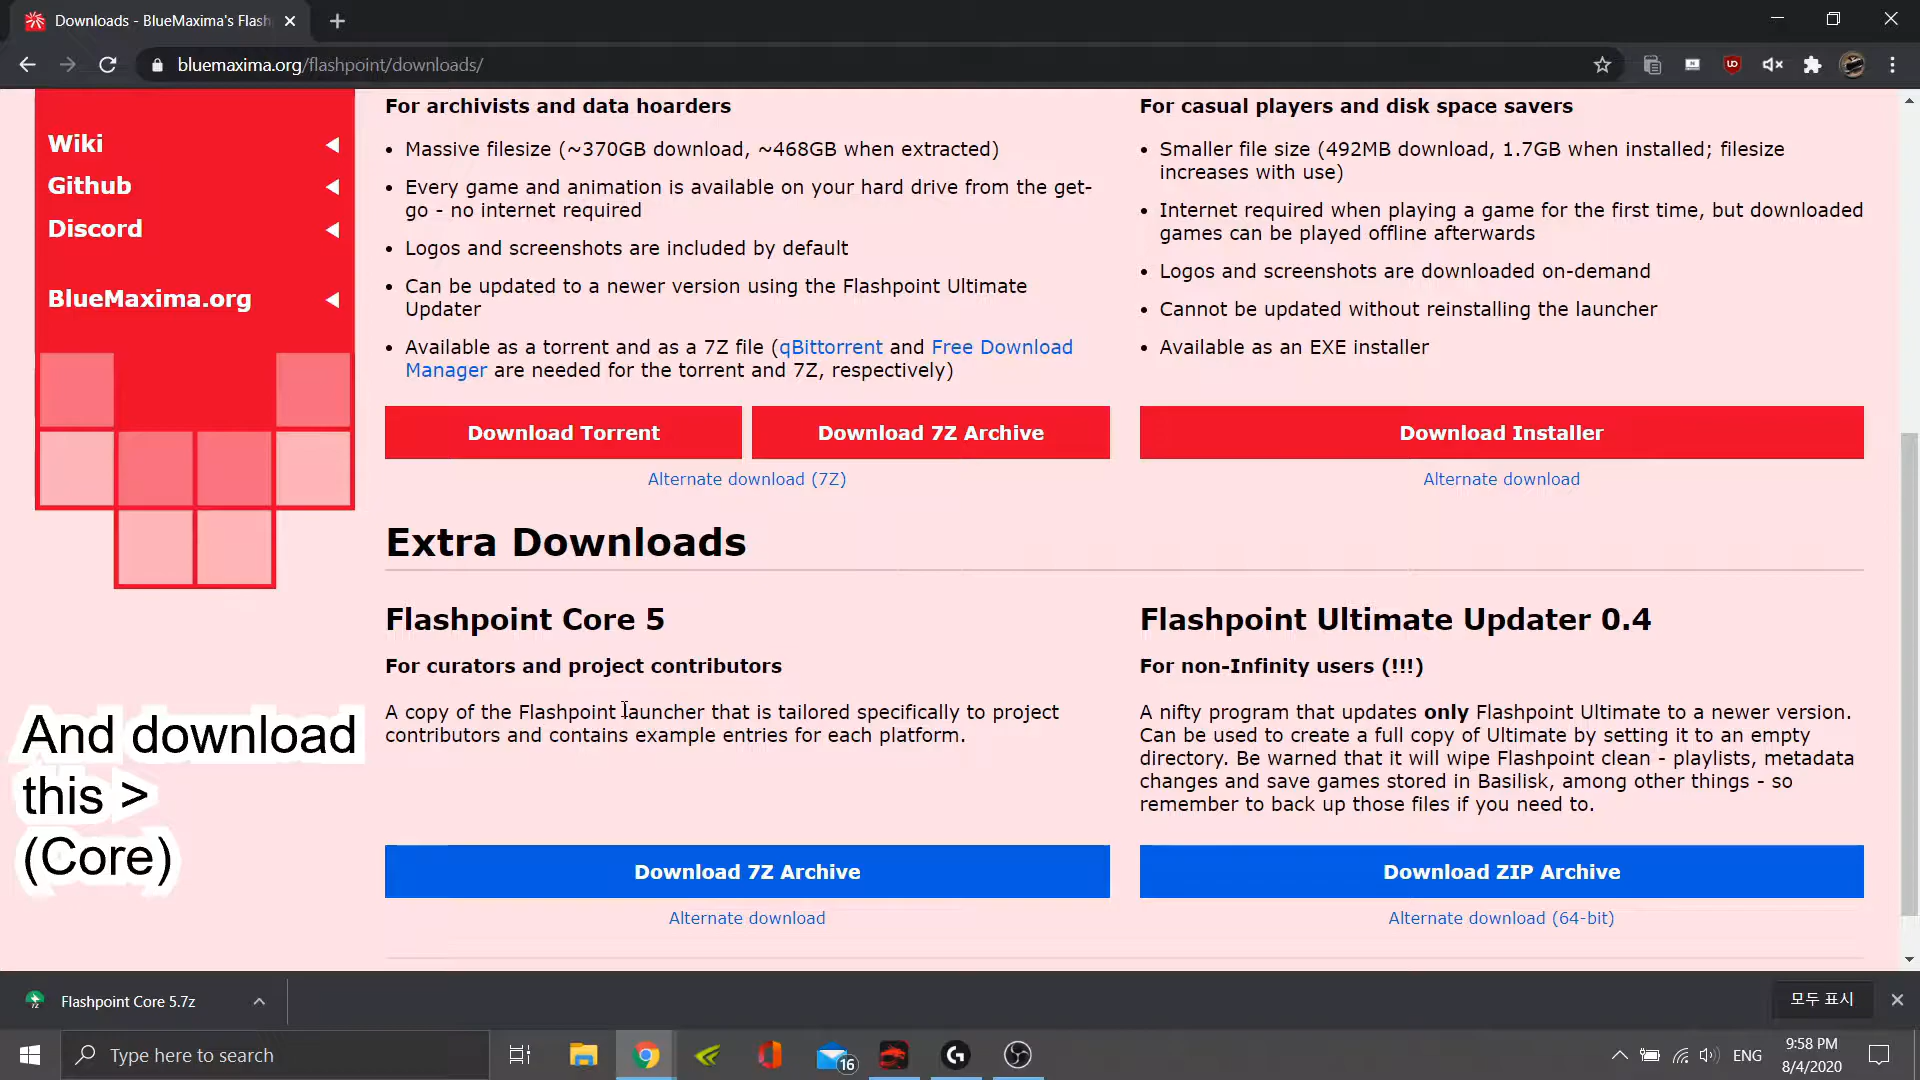 Downloads - BlueMaxima's Flash
bluemaxima.org/flashpoint/downloads/
Wiki
Github
Discord
BlueMaxima.org
For archivists and data hoarders
Massive filesize (~370GB download, ~468GB when extracted)
Every game and animation is available on your hard drive from the get-
go - no internet required
Logos and screenshots are included by default
Can be updated to a newer version using the Flashpoint Ultimate
Updater
Available as a torrent and as a 7Z file (qBittorrent and Free Download
Manager are needed for the torrent and 7Z, respectively)
Download Torrent
Download 7Z Archive
Alternate download (7Z)
For casual players and disk space savers
Smaller file size (492MB download, 1.7GB when installed; filesize
increases with use)
Internet required when playing a game for the first time, but downloaded
games can be played offline afterwards
Logos and screenshots are downloaded on-demand
Cannot be updated without reinstalling the launcher
Available as an EXE installer
Download Installer
Alternate download
Extra Downloads
Flashpoint Core 5
For curators and project contributors
A copy of the Flashpoint launcher that is tailored specifically to project
contributors and contains example entries for each platform.
Download 7Z Archive
Alternate download
Flashpoint Ultimate Updater 0.4
For non-Infinity users (!!!)
A nifty program that updates only Flashpoint Ultimate to a newer version.
Can be used to create a full copy of Ultimate by setting it to an empty
directory. Be warned that it will wipe Flashpoint clean - playlists, metadata
changes and save games stored in Basilisk, among other things - so
remember to back up those files if you need to.
Download ZIP Archive
Alternate download (64-bit)
And download
this >
(Core)
Flashpoint Core 5.7z
모두 표시
Type here to search
16
ENG
9:58 PM
8/4/2020